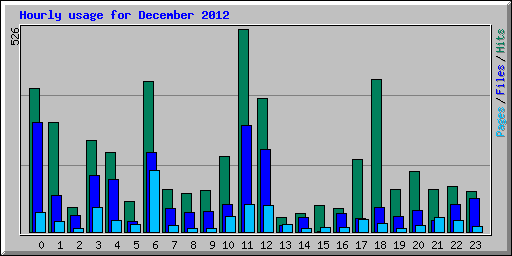 Hourly usage for December 2012
526
Pages/Files/Hits
0 1 2 3 4 5 6 7 8 9 10 11 12 13 14 15 16 17 18 19 20 21 22 23